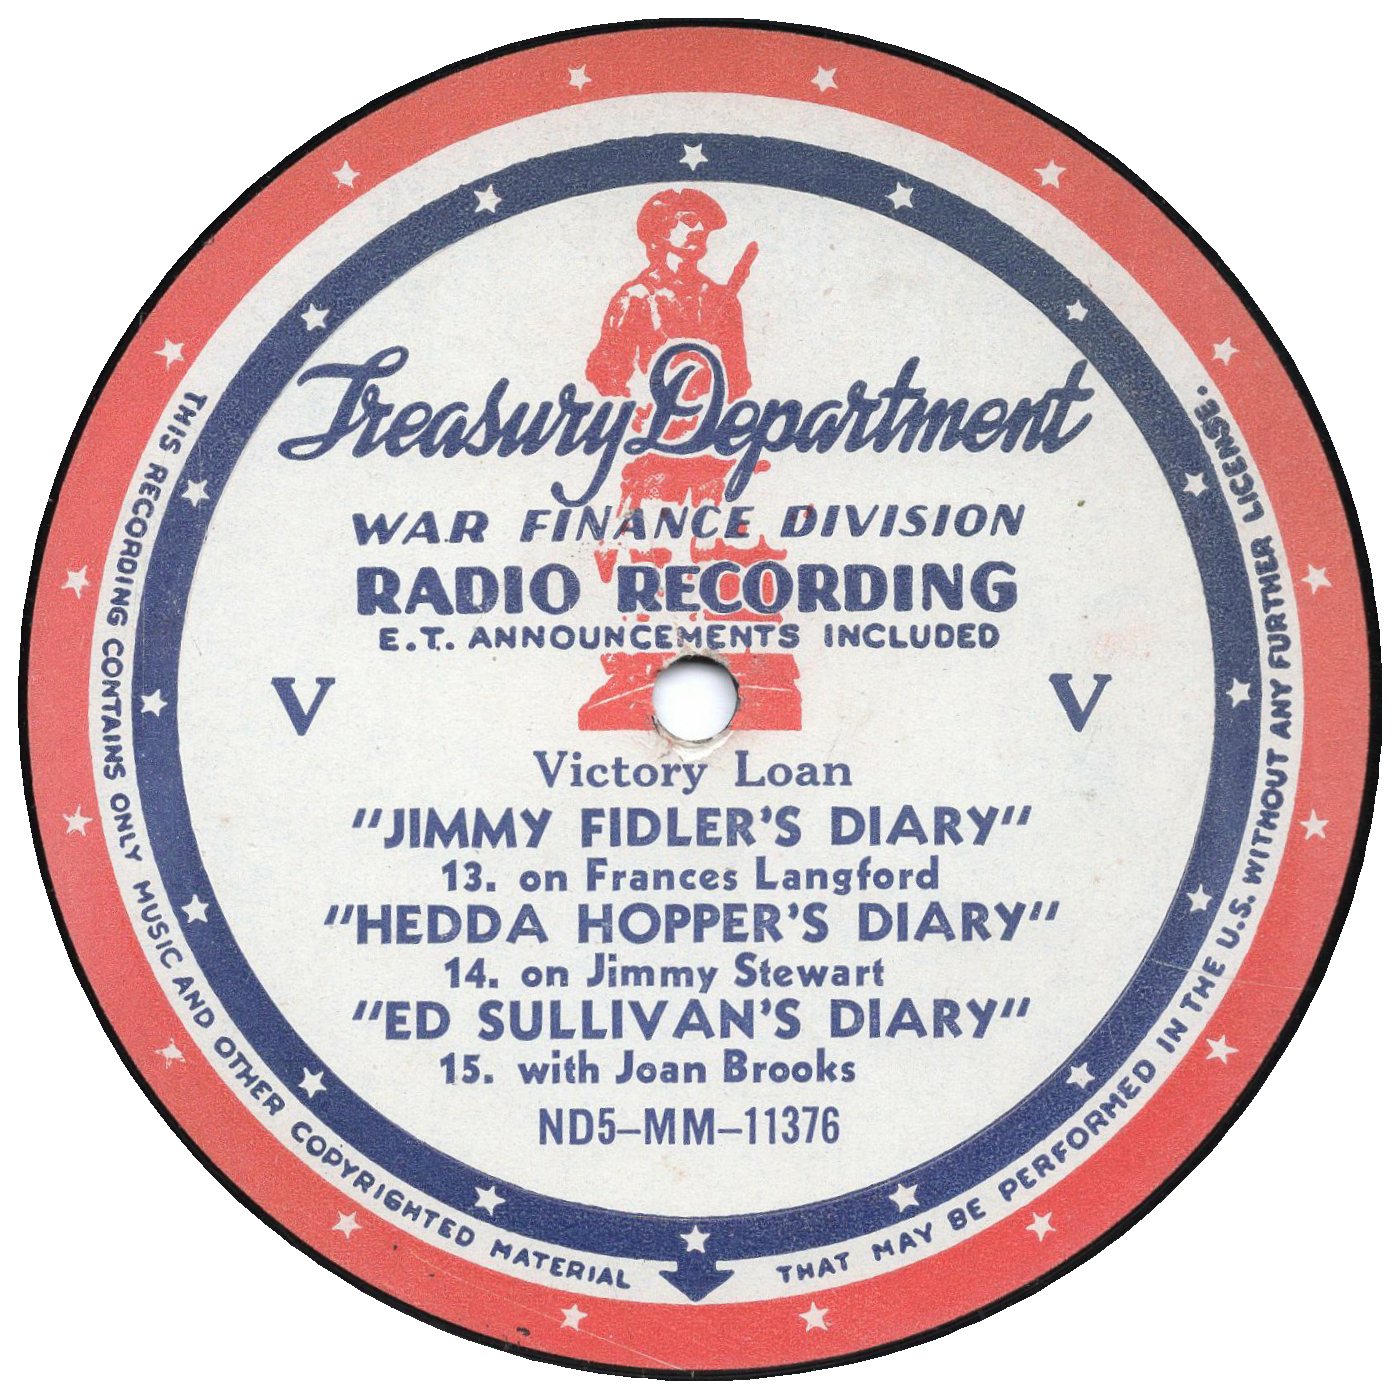 Treasury Department
WAR FINANCE DIVISION
RADIO RECORDING
E.T. ANNOUNCEMENTS INCLUDED
V V
Victory Loan
"JIMMY FIDLER'S DIARY"
13. on Frances Langford
"HEDDA HOPPER'S DIARY"
14. on Jimmy Stewart
"ED SULLIVAN'S DIARY"
15. with Joan Brooks
ND5-MM-11376
THIS RECORDING CONTAINS ONLY MUSIC AND OTHER COPYRIGHTED MATERIAL THAT MAY BE PERFORMED IN THE U.S. WITHOUT ANY FURTHER LICENSE.